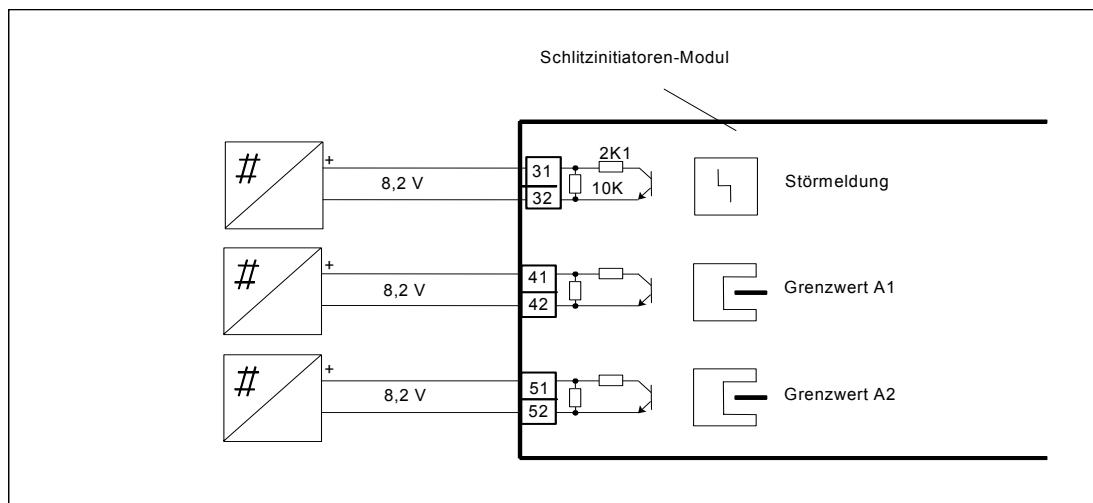 Schlitzinitiatoren-Modul
#
+
8,2 V
31
32
2K1
10K
Störmeldung
#
+
8,2 V
41
42
Grenzwert A1
#
+
8,2 V
51
52
Grenzwert A2